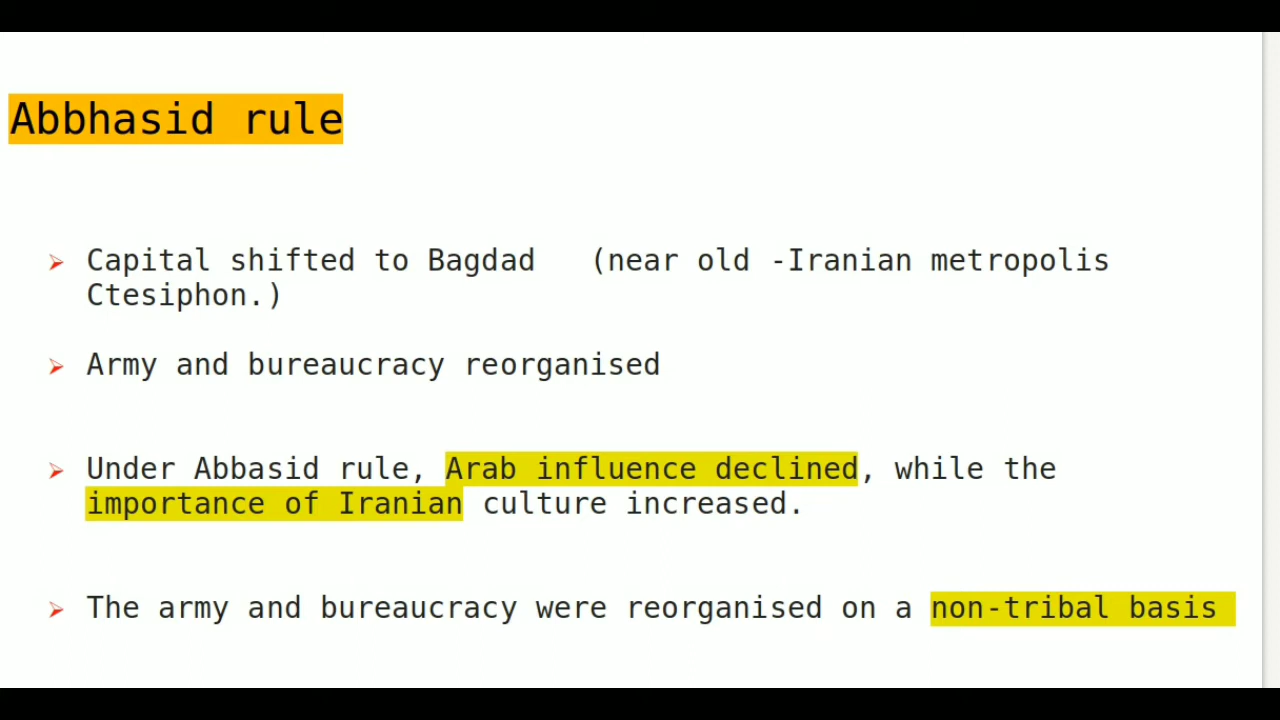 Abbhasid rule
➢ Capital shifted to Bagdad (near old -Iranian metropolis
Ctesiphon.)
➢ Army and bureaucracy reorganised
➢ Under Abbasid rule, Arab influence declined, while the
importance of Iranian culture increased.
➢ The army and bureaucracy were reorganised on a non-tribal basis